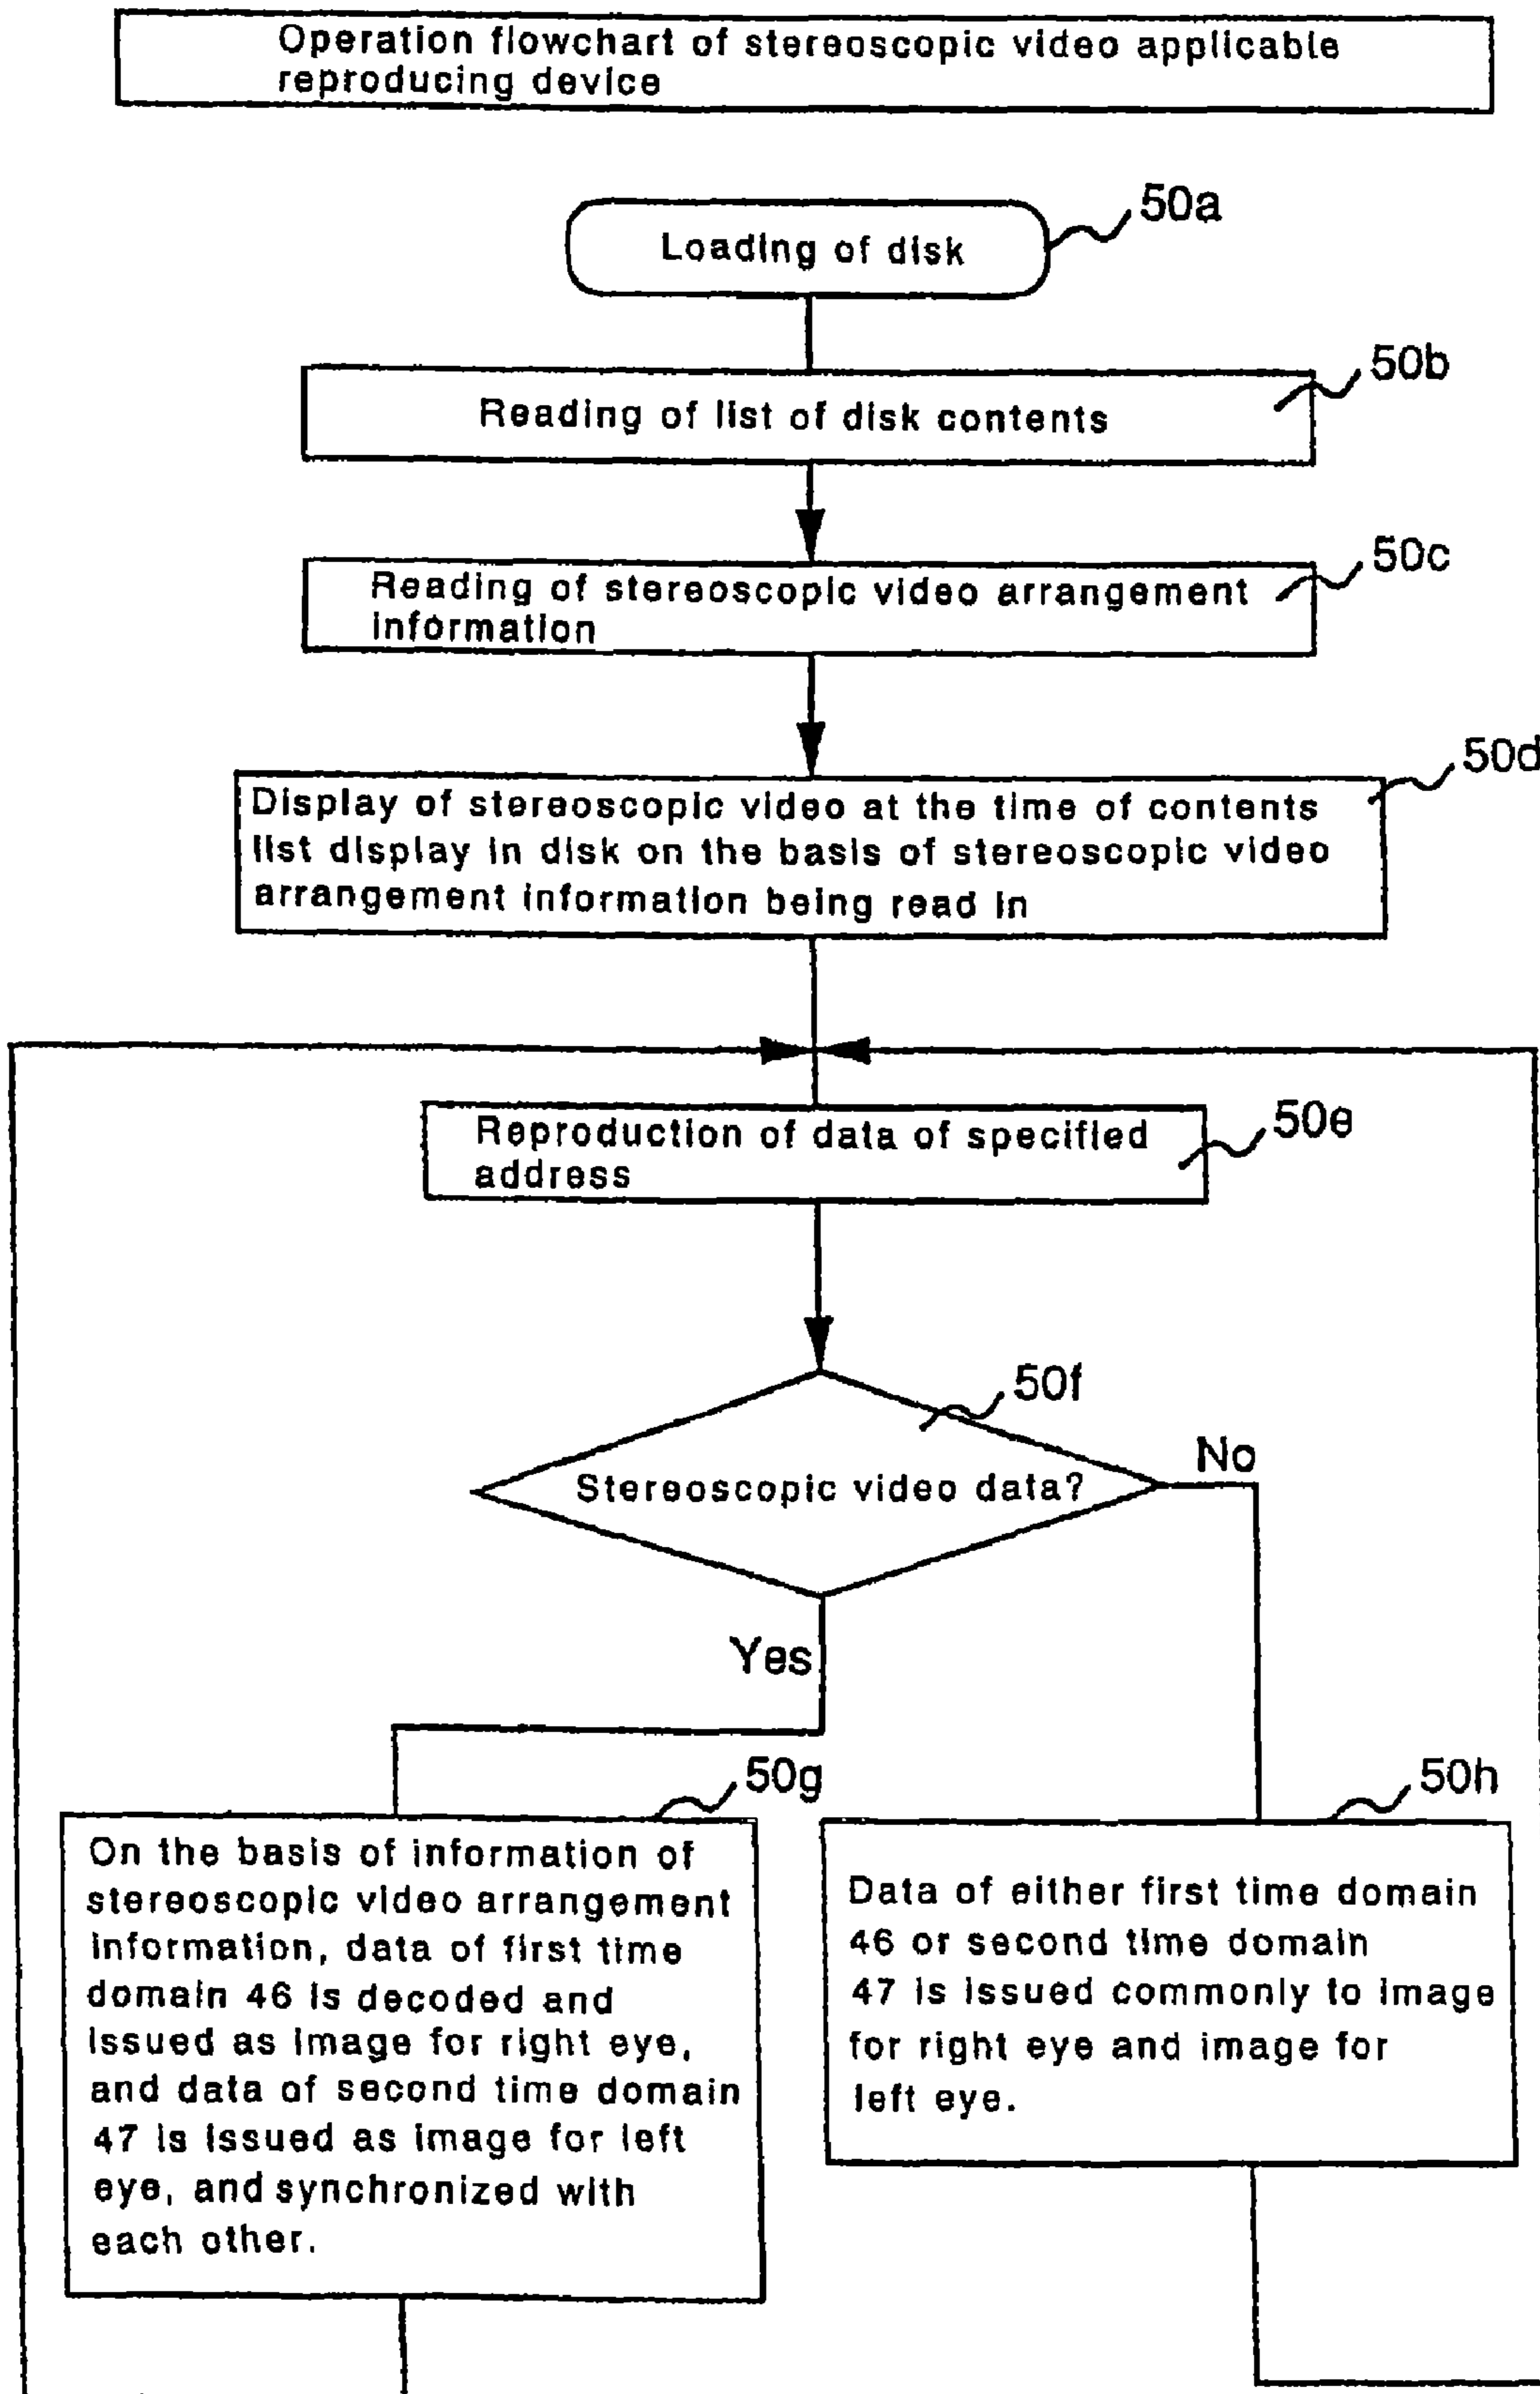 Operation flowchart of stereoscopic video applicable
reproducing device
50a
Loading of disk
50b
Reading of list of disk contents
50c
Reading of stereoscopic video arrangement
information
50d
Display of stereoscopic video at the time of contents
list display in disk on the basis of stereoscopic video
arrangement information being read in
50e
Reproduction of data of specified
address
50f
Stereoscopic video data?
No
Yes
50g
On the basis of information of
stereoscopic video arrangement
information, data of first time
domain 46 is decoded and
issued as image for right eye,
and data of second time domain
47 is issued as image for left
eye, and synchronized with
each other.
50h
Data of either first time domain
46 or second time domain
47 is issued commonly to image
for right eye and image for
left eye.